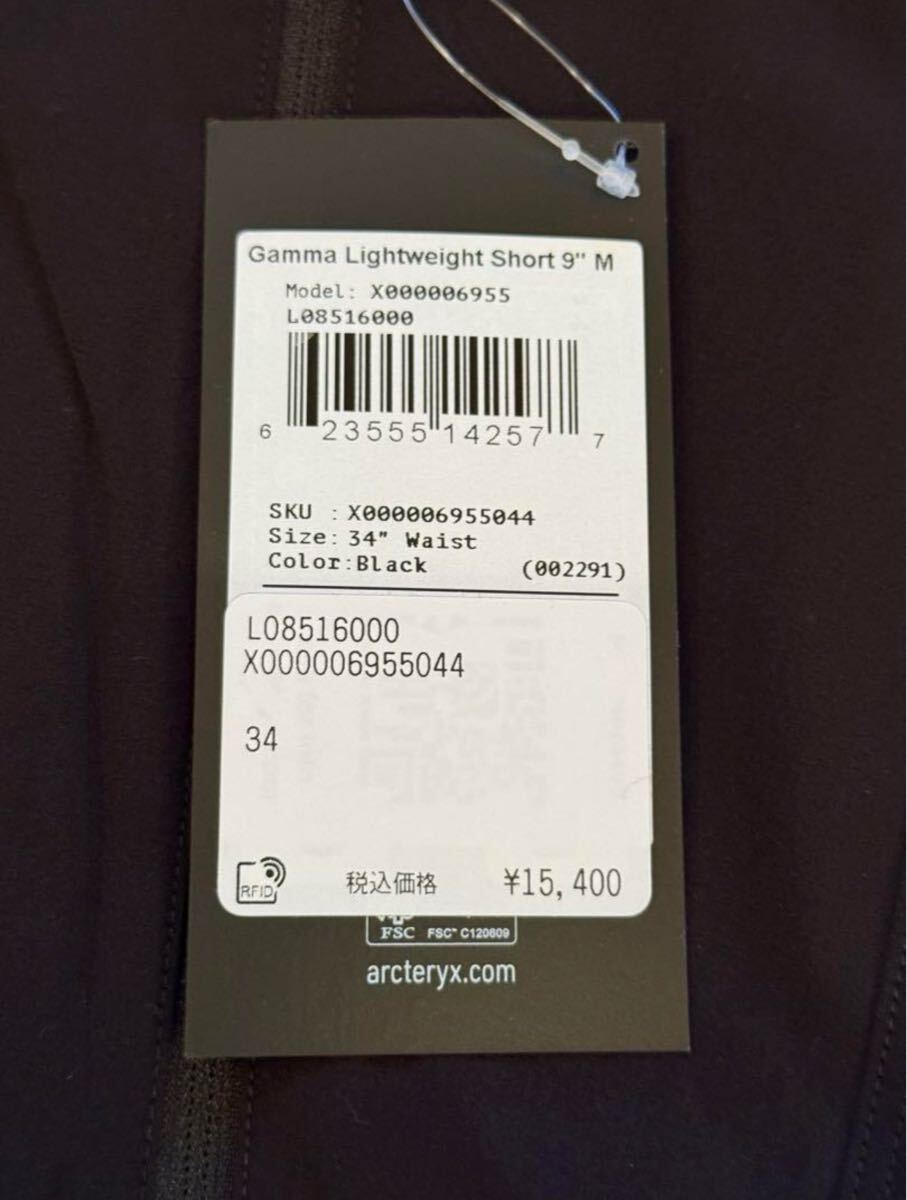 Gamma Lightweight Short 9" M
Model: X000006955
L08516000
6 23555 14257 7
SKU : X000006955044
Size: 34" Waist
Color:Black (002291)
L08516000
X000006955044
34
RFID 税込価格 ¥15,400
FSC FSC™ C120609
arcteryx.com